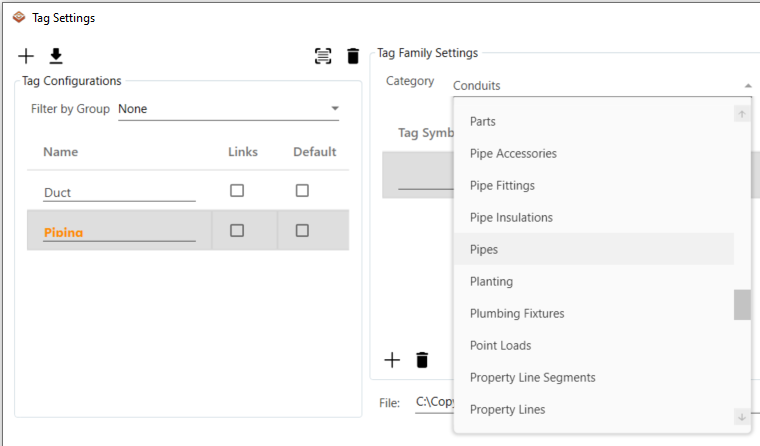 Tag Settings
Tag Configurations
Filter by Group None
Name Links Default
Duct
Piping
Tag Family Settings
Category Conduits
Tag Symb
Parts
Pipe Accessories
Pipe Fittings
Pipe Insulations
Pipes
Planting
Plumbing Fixtures
Point Loads
Property Line Segments
Property Lines
File: C:\Copy